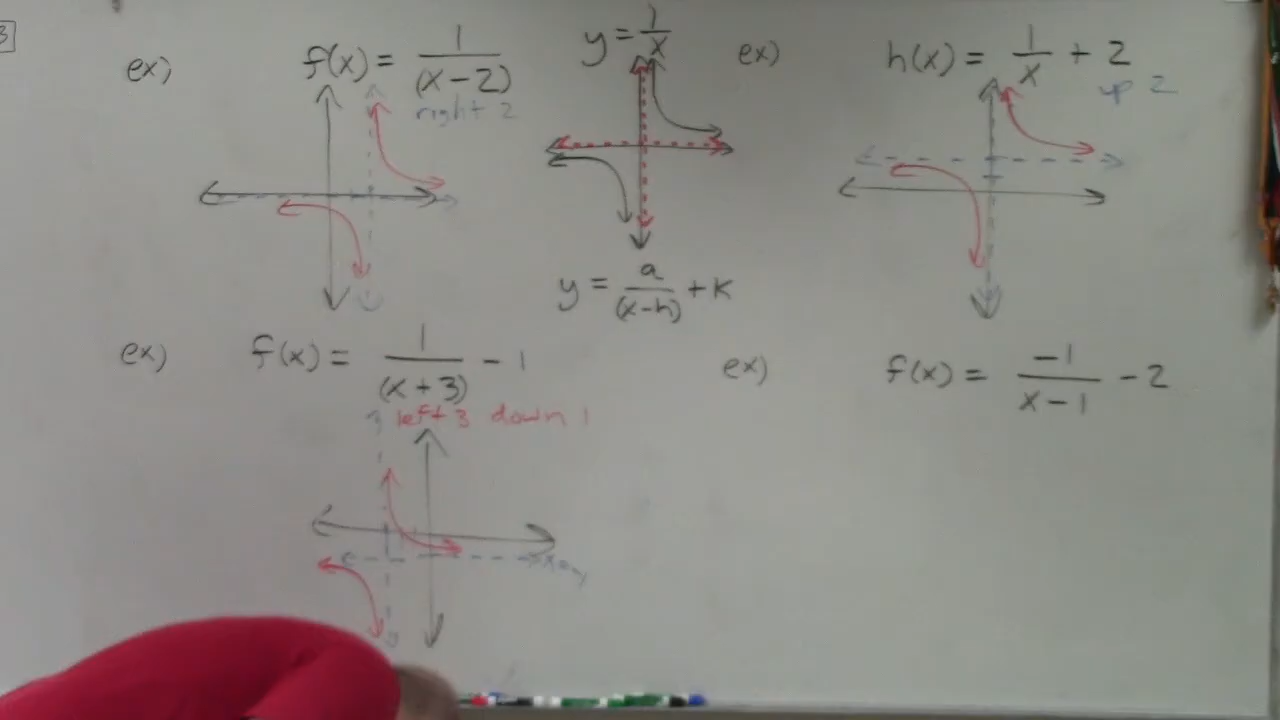 3
ex) f(x) = 1/(x-2)
right 2
y = 1/x
ex) h(x) = 1/x + 2
up 2
y = a/(x-h) + k
ex) f(x) = 1/(x+3) - 1
left 3 down 1
ex) f(x) = -1/x-1 - 2